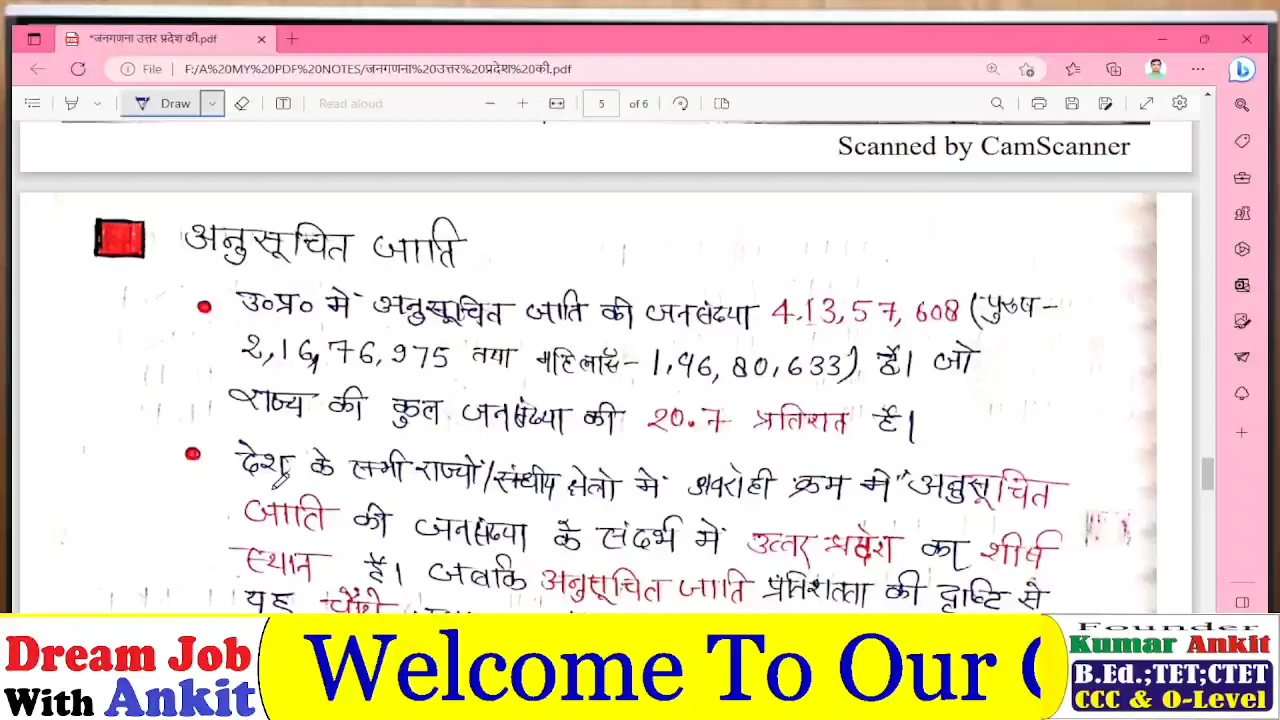 *जनगणना उत्तर प्रदेश की.pdf
File F:/A%20MY%20PDF%20NOTES/जनगणना%20उत्तर%20प्रदेश%20की.pdf
Draw Read aloud 5 of 6
Scanned by CamScanner
अनुसूचित जाति
उ०प्र० में अनुसूचित जाति की जनसंख्या 4,13,57,608 (पुरूष-
2,16,76,975 तथा महिलाएँ- 1,96,80,633) है। जो
राज्य की कुल जनसंख्या की 20.7 प्रतिशत है।
देश के सभी राज्यों/संघीय क्षेत्रो में अवरोही क्रम में "अनुसूचित
जाति की जनसंख्या के संदर्भ में उत्तर प्रदेश का शीर्ष
स्थान है। जबकि अनुसूचित जाति प्रतिशतता की दृष्टि से
यह चौथे
Dream Job
With Ankit
Welcome To Our
Founder
Kumar Ankit
B.Ed.;TET;CTET
CCC & O-Level